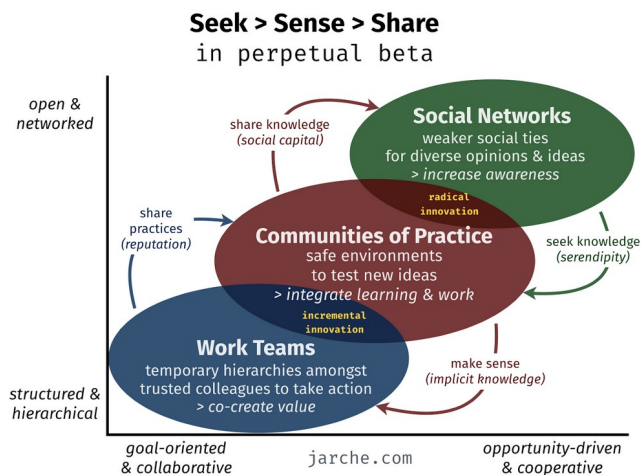 Seek > Sense > Share
in perpetual beta
open &
networked
share knowledge
(social capital)
Social Networks
weaker social ties
for diverse opinions & ideas
> increase awareness
radical
innovation
share
practices
(reputation)
Communities of Practice
safe environments
to test new ideas
> integrate learning & work
seek knowledge
(serendipity)
incremental
innovation
Work Teams
temporary hierarchies amongst
trusted colleagues to take action
> co-create value
make sense
(implicit knowledge)
structured &
hierarchical
goal-oriented
& collaborative
jarche.com
opportunity-driven
& cooperative